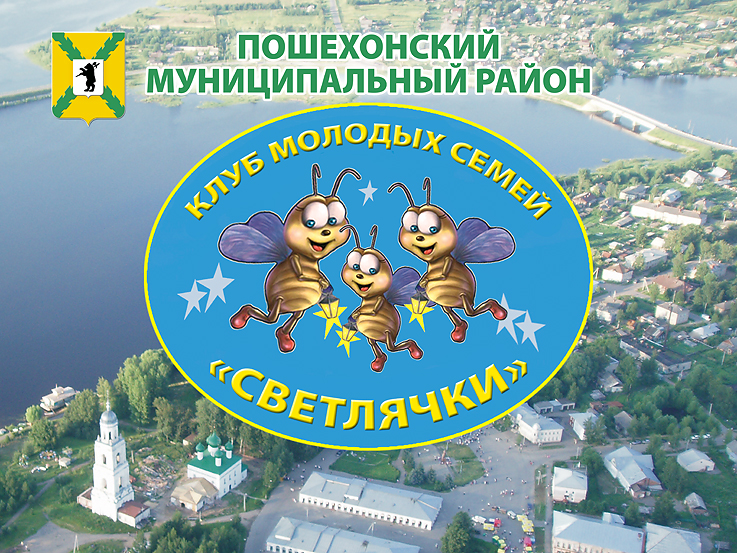 ПОШЕХОНСКИЙ
МУНИЦИПАЛЬНЫЙ РАЙОН
КЛУБ МОЛОДЫХ СЕМЕЙ
«СВЕТЛЯЧКИ»